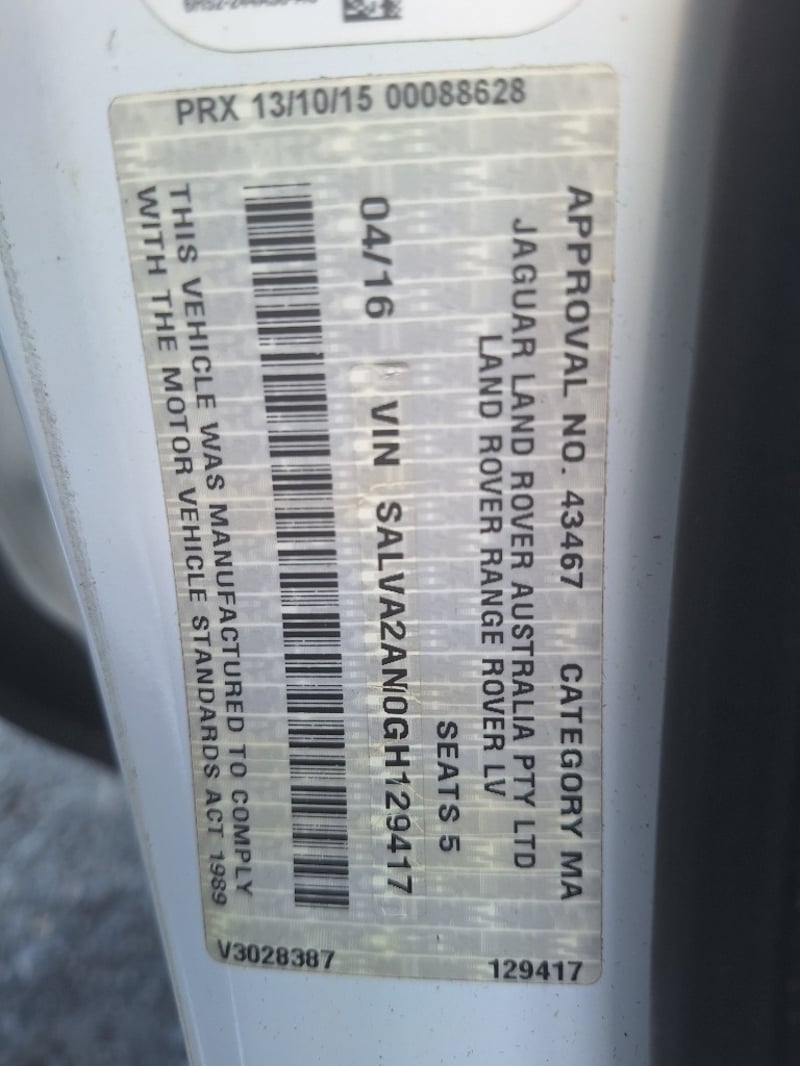 PRX 13/10/15 00088628
APPROVAL NO. 43467 CATEGORY MA
JAGUAR LAND ROVER AUSTRALIA PTY LTD
LAND ROVER RANGE ROVER LV
SEATS 5
04/16 VIN SALVA2AN0GH129417
THIS VEHICLE WAS MANUFACTURED TO COMPLY
WITH THE MOTOR VEHICLE STANDARDS ACT 1989
V3028387
129417